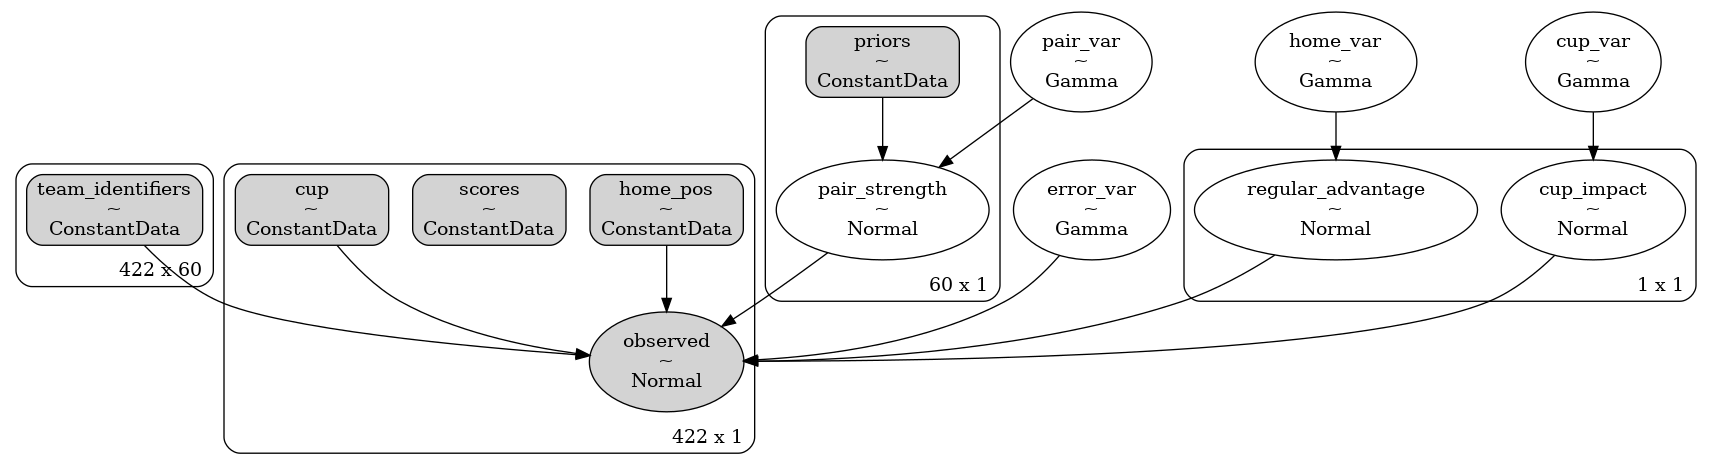 priors
~
ConstantData
pair_var
~
Gamma
home_var
~
Gamma
cup_var
~
Gamma
team_identifiers
~
ConstantData
422 x 60
cup
~
ConstantData
scores
~
ConstantData
home_pos
~
ConstantData
pair_strength
~
Normal
60 x 1
error_var
~
Gamma
regular_advantage
~
Normal
cup_impact
~
Normal
1 x 1
observed
~
Normal
422 x 1